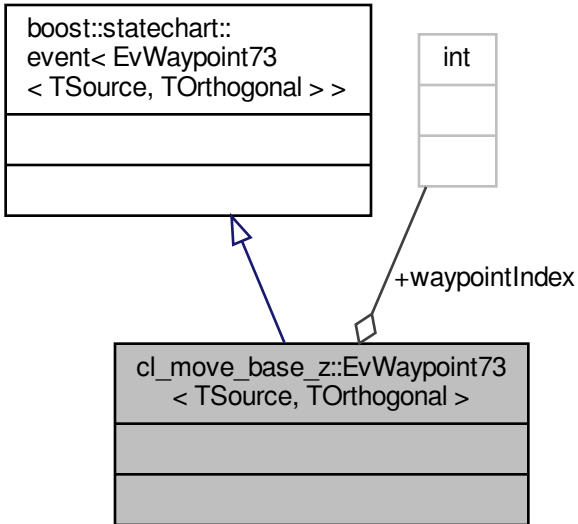 boost::statechart::
event< EvWaypoint73
< TSource, TOrthogonal > >
int
+waypointIndex
cl_move_base_z::EvWaypoint73
< TSource, TOrthogonal >